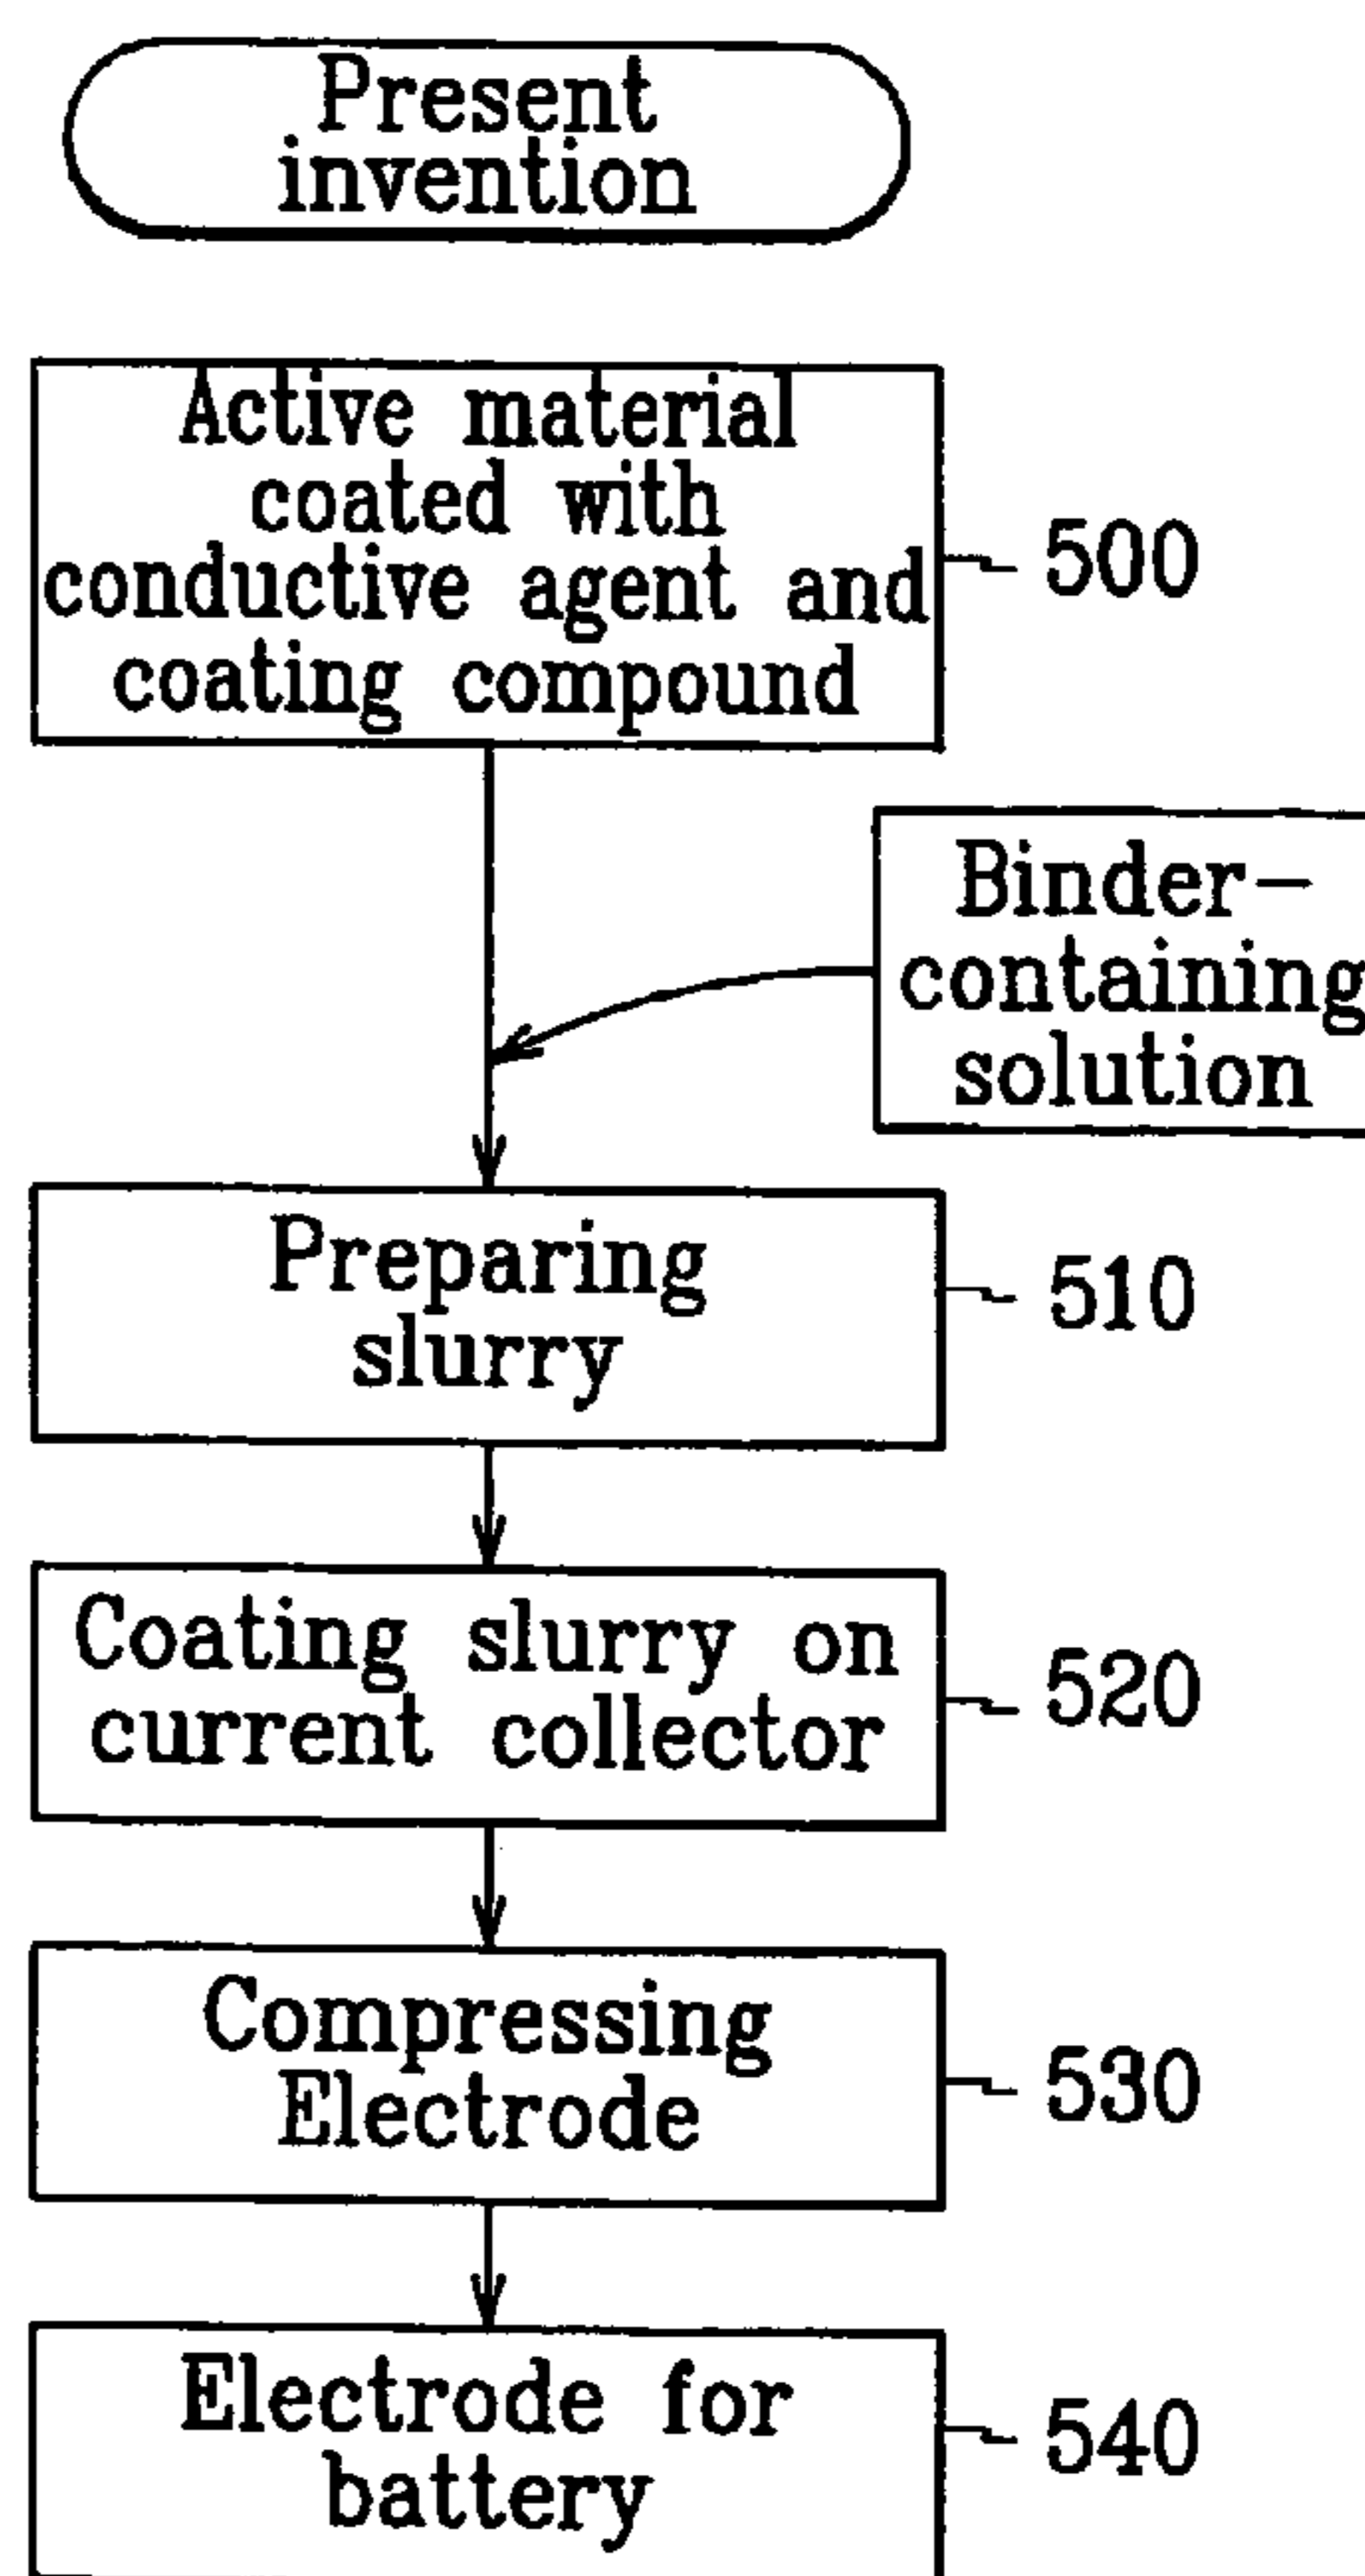 Present
invention
Active material
coated with
conductive agent and
coating compound
500
Binder-
containing
solution
Preparing
slurry
510
Coating slurry on
current collector
520
Compressing
Electrode
530
Electrode for
battery
540